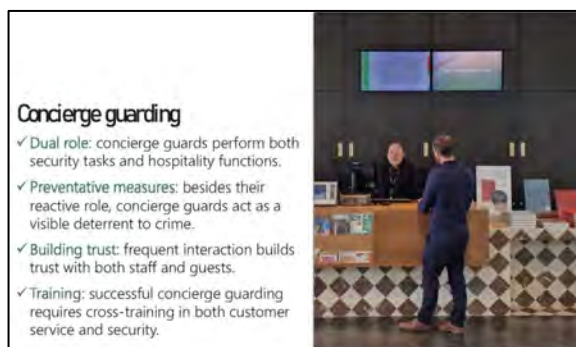 Concierge guarding
✓ Dual role: concierge guards perform both
security tasks and hospitality functions.
✓ Preventative measures: besides their
reactive role, concierge guards act as a
visible deterrent to crime.
✓ Building trust: frequent interaction builds
trust with both staff and guests.
✓ Training: successful concierge guarding
requires cross-training in both customer
service and security.